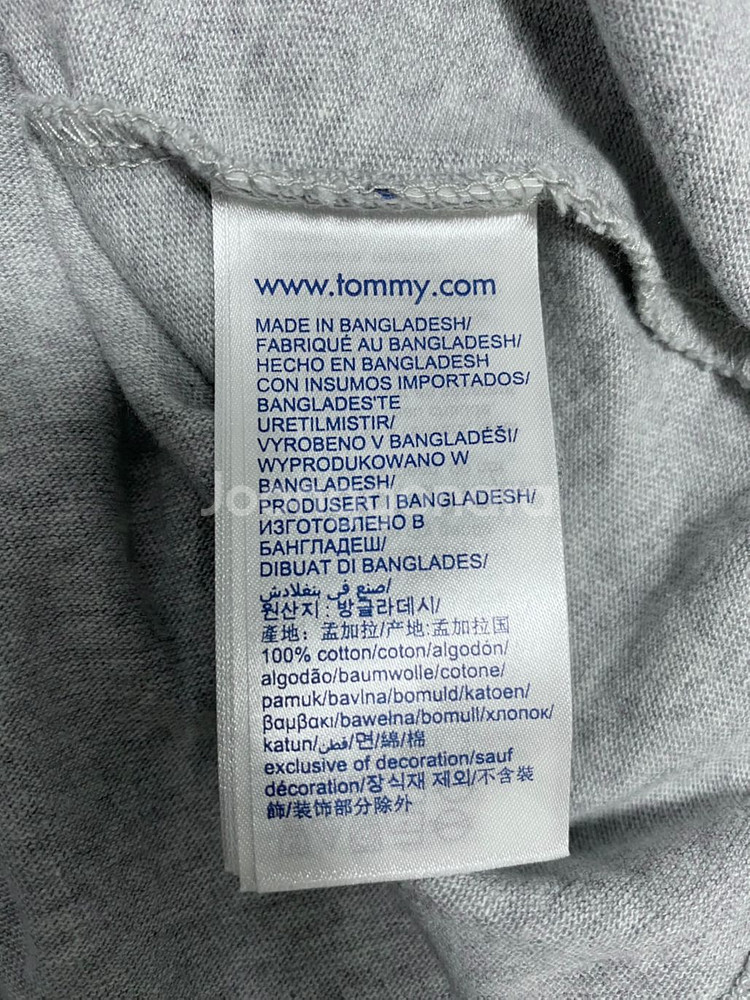 www.tommy.com
MADE IN BANGLADESH/
FABRIQUÉ AU BANGLADESH/
HECHO EN BANGLADESH
CON INSUMOS IMPORTADOS/
BANGLADES'TE
URETILMISTIR/
VYROBENO V BANGLADÉŠI/
WYPRODUKOWANO W
BANGLADESH/
PRODUSERT I BANGLADESH/
ИЗГОТОВЛЕНО В
БАНГЛАДЕШ/
DIBUAT DI BANGLADES/
صنع في بنغلادش/
원산지 : 방글라데시/
產地：孟加拉/产地:孟加拉国
100% cotton/coton/algodón/
algodão/baumwolle/cotone/
pamuk/bavlna/bomuld/katoen/
βαμβακι/bawełna/bomull/хлопок/
katun/قطن/면/綿/棉
exclusive of decoration/sauf
décoration/장식재 제외/不含裝
飾/装饰部分除外